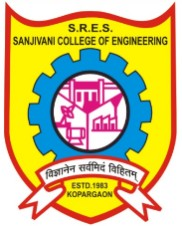 S.R.E.S.
SANJIVANI COLLEGE OF ENGINEERING
विज्ञानेन सर्वमिदं विहितम्
ESTD.1983
KOPARGAON